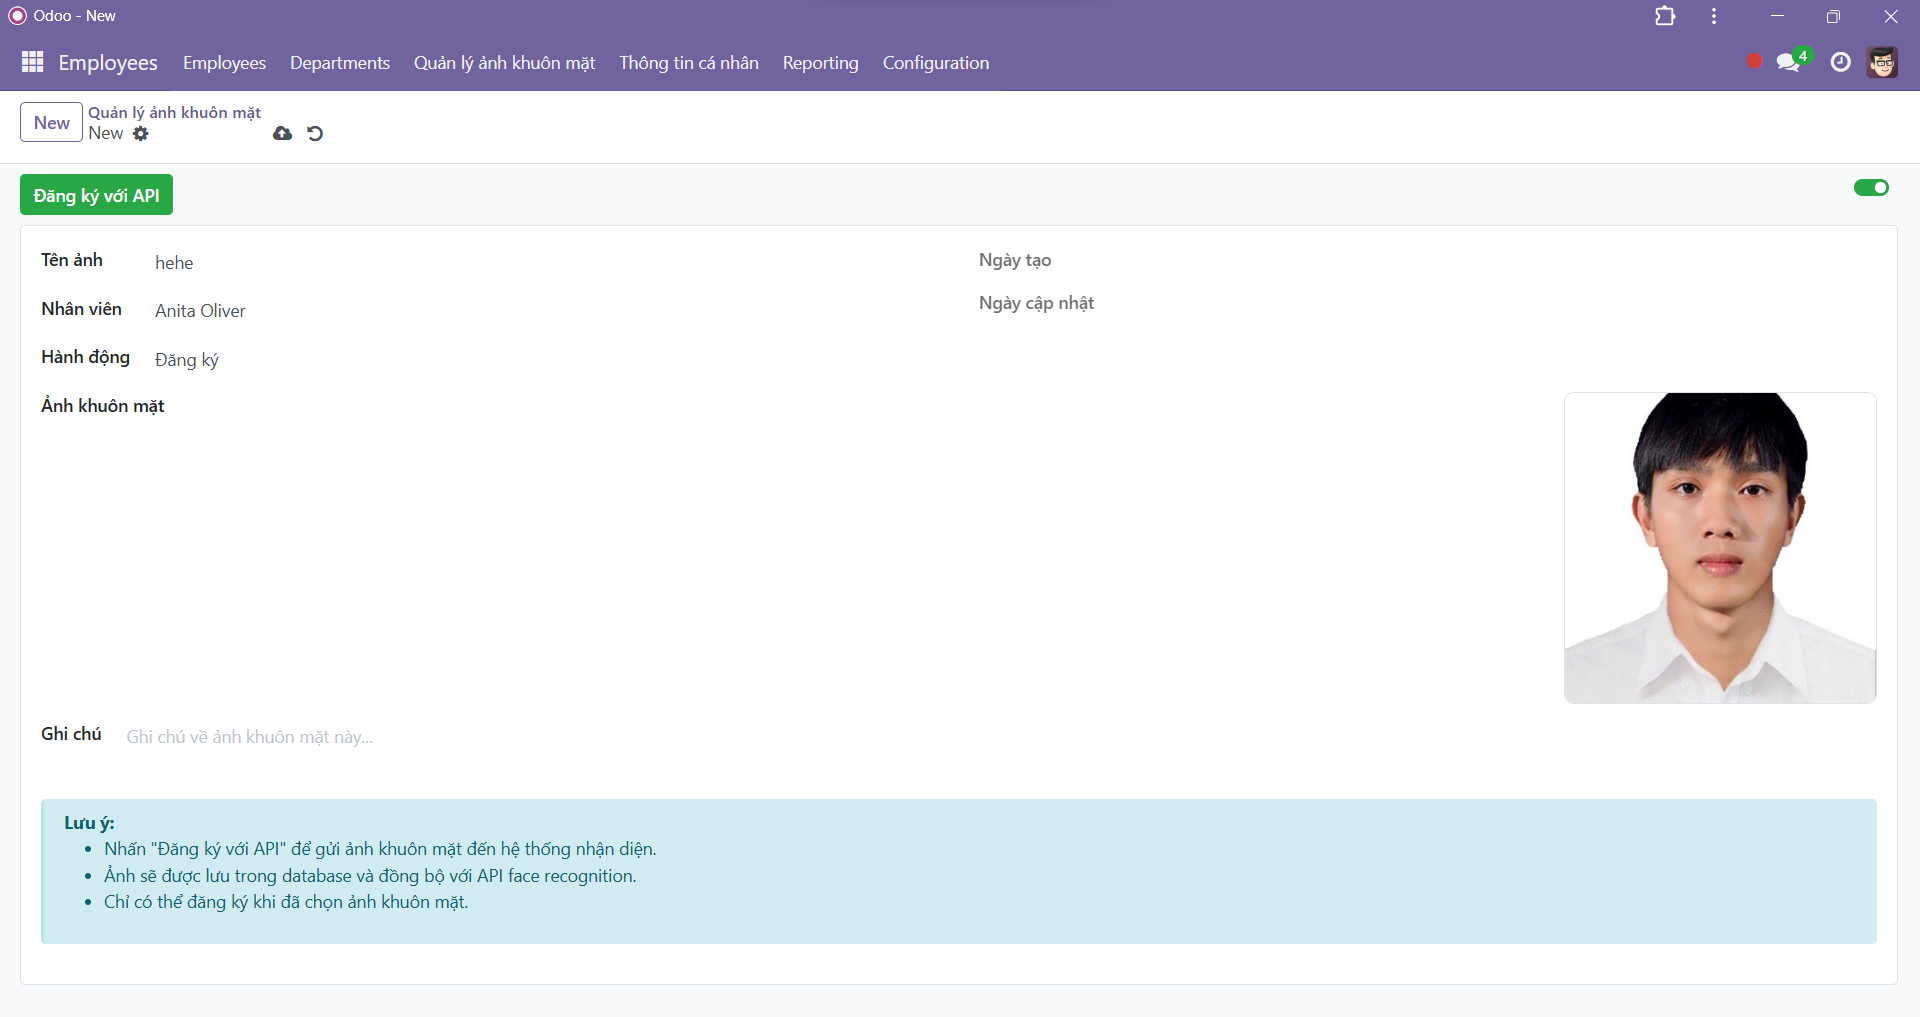 Odoo - New
Employees Employees Departments Quản lý ảnh khuôn mặt Thông tin cá nhân Reporting Configuration 4
New Quản lý ảnh khuôn mặt
New
Đăng ký với API
Tên ảnh hehe Ngày tạo
Nhân viên Anita Oliver Ngày cập nhật
Hành động Đăng ký
Ảnh khuôn mặt
Ghi chú Ghi chú về ảnh khuôn mặt này...
Lưu ý:
• Nhấn "Đăng ký với API" để gửi ảnh khuôn mặt đến hệ thống nhận diện.
• Ảnh sẽ được lưu trong database và đồng bộ với API face recognition.
• Chỉ có thể đăng ký khi đã chọn ảnh khuôn mặt.